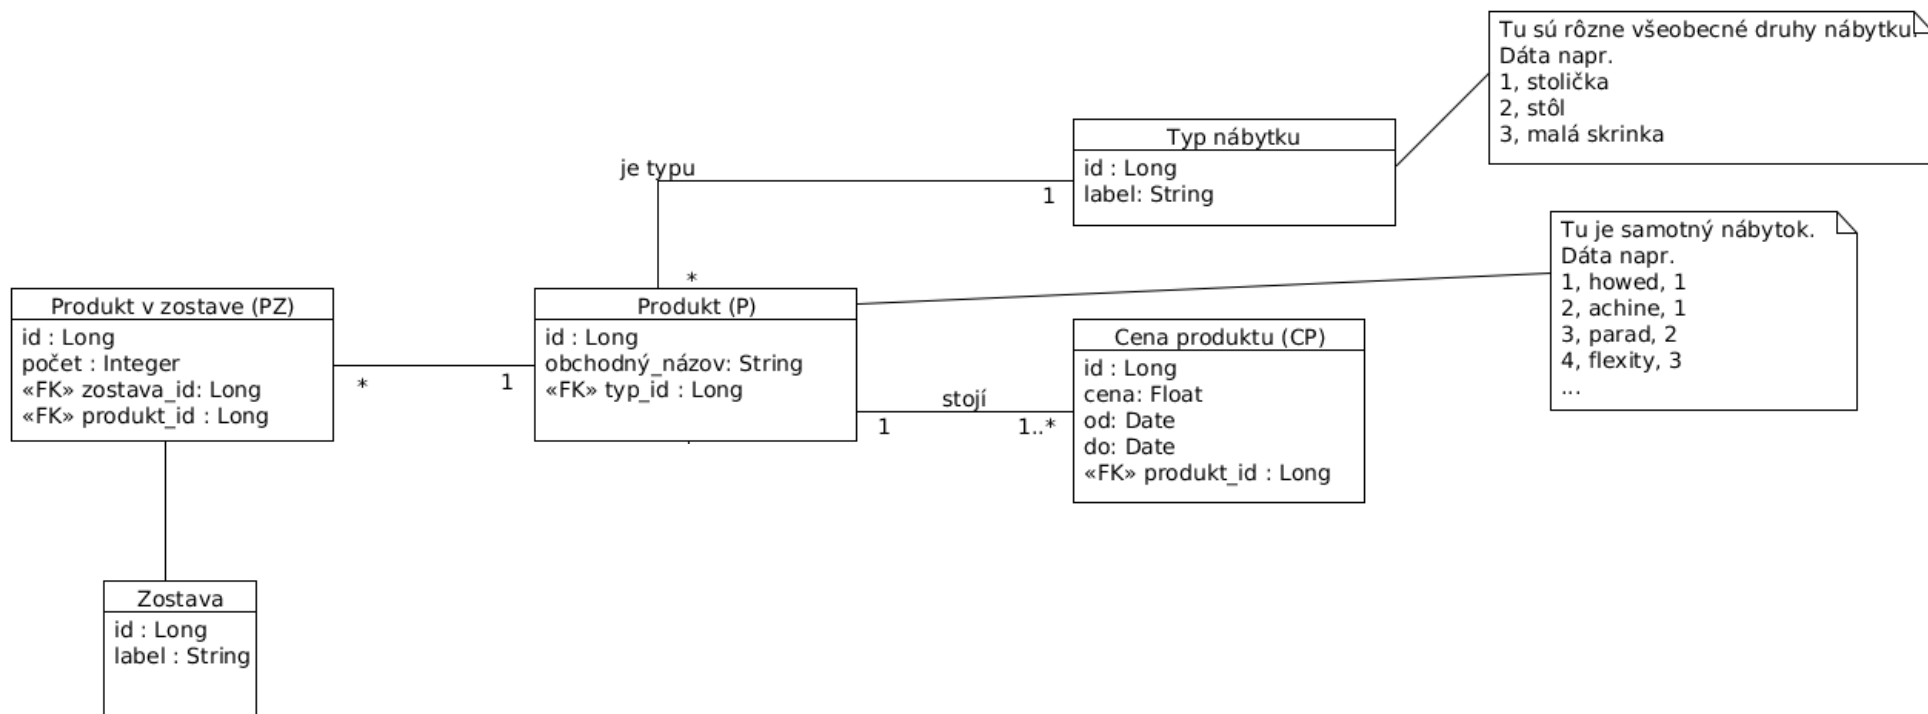 Tu sú rôzne všeobecné druhy nábytku.
Dáta napr.
1, stolička
2, stôl
3, malá skrinka
Typ nábytku
id : Long
label: String
je typu
1
*
Tu je samotný nábytok.
Dáta napr.
1, howed, 1
2, achine, 1
3, parad, 2
4, flexity, 3
...
Produkt v zostave (PZ)
id : Long
počet : Integer
«FK» zostava_id: Long
«FK» produkt_id : Long
*
1
Produkt (P)
id : Long
obchodný_názov: String
«FK» typ_id : Long
stojí
1
1..*
Cena produktu (CP)
id : Long
cena: Float
od: Date
do: Date
«FK» produkt_id : Long
Zostava
id : Long
label : String